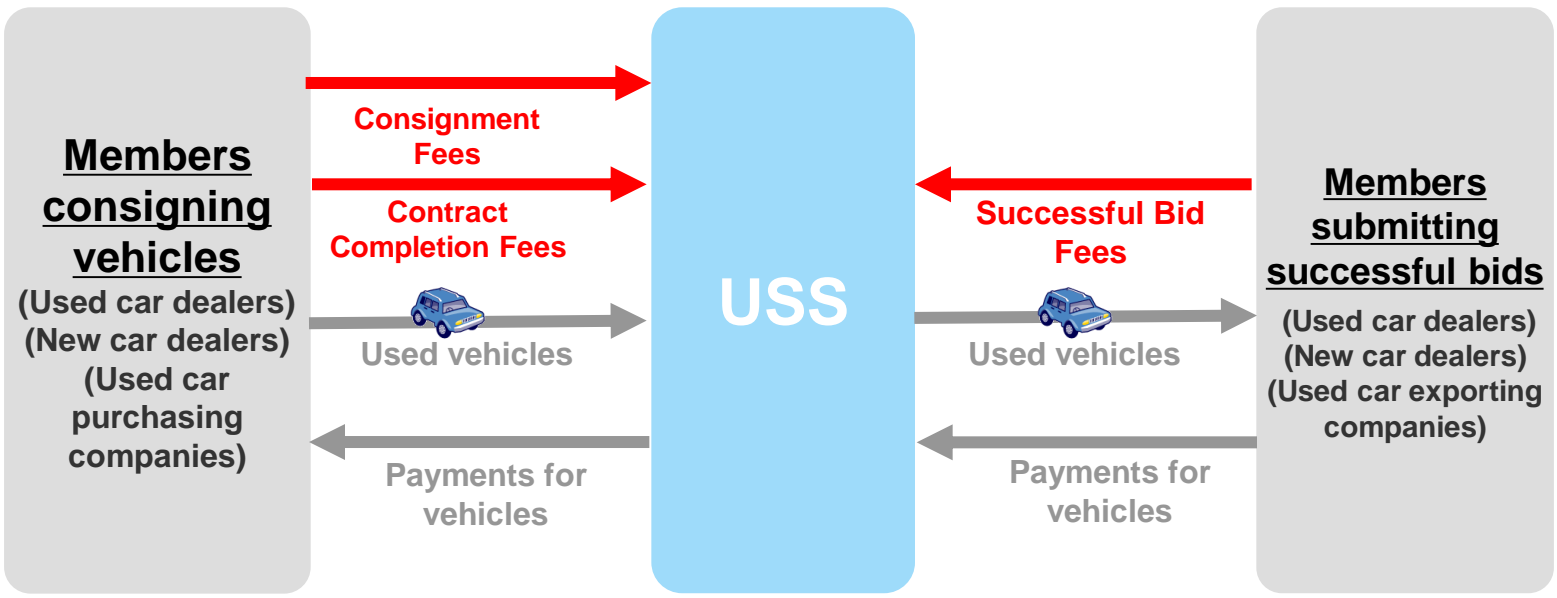 Members
consigning
vehicles
(Used car dealers)
(New car dealers)
(Used car
purchasing
companies)
Consignment
Fees
Contract
Completion Fees
Used vehicles
Payments for
vehicles
USS
Successful Bid
Fees
Used vehicles
Payments for
vehicles
Members
submitting
successful bids
(Used car dealers)
(New car dealers)
(Used car exporting
companies)